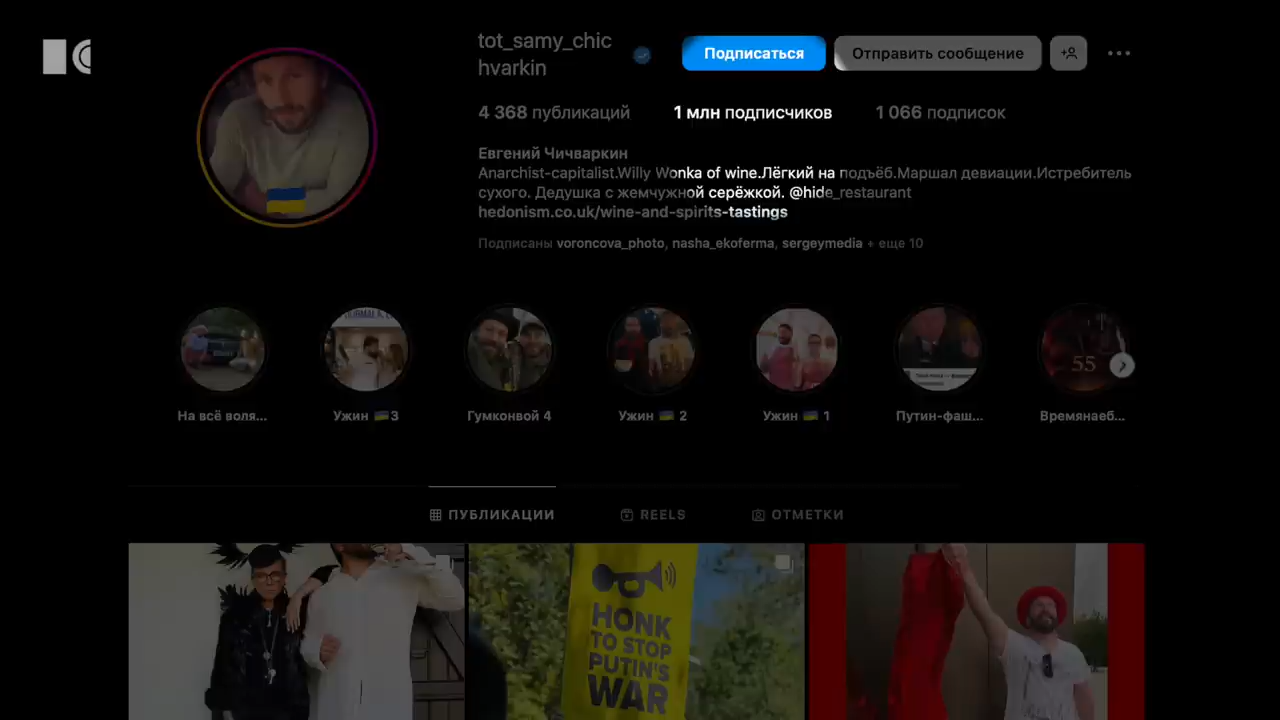 tot_samy_chic
hvarkin
Подписаться
Отправить сообщение
4 368 публикаций
1 млн подписчиков
1 066 подписок
Евгений Чичваркин
Anarchist-capitalist.Willy Wonka of wine.Лёгкий на подъёб.Маршал девиации.Истребитель
сухого. Дедушка с жемчужной серёжкой. @hide_restaurant
hedonism.co.uk/wine-and-spirits-tastings
Подписаны voroncova_photo, nasha_ekoferma, sergeymedia + еще 10
55
На всё воля...
Ужин 🇺🇦3
Гумконвой 4
Ужин 🇺🇦 2
Ужин 🇺🇦 1
Путин-фаш...
Времянаеб...
ПУБЛИКАЦИИ
REELS
ОТМЕТКИ
HONK
TO STOP
PUTIN'S
WAR